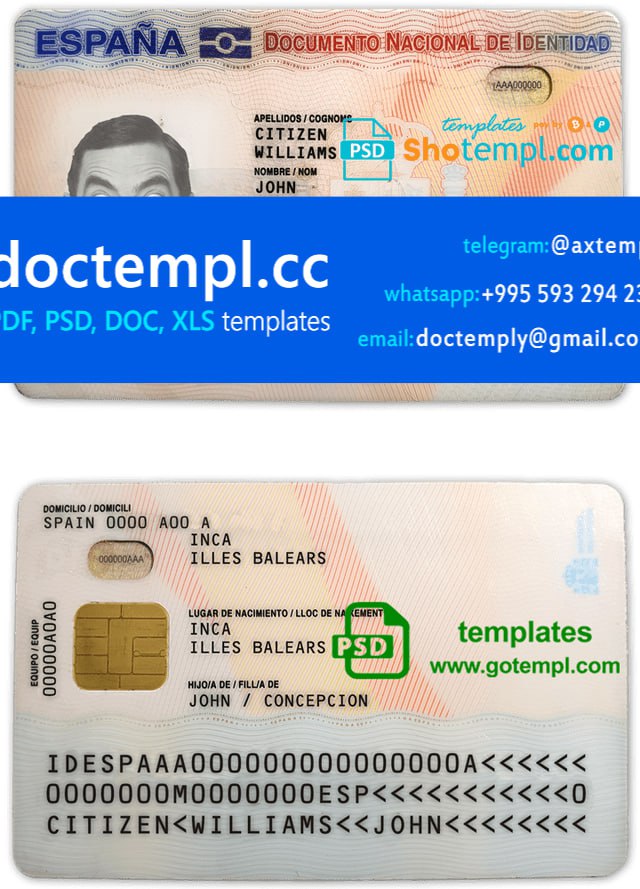 ESPAÑA DOCUMENTO NACIONAL DE IDENTIDAD
AAA000000
APELLIDOS / COGNOMS
CITIZEN
WILLIAMS
NOMBRE / NOM
JOHN
PSD
templates pay by B & P
Shotempl.com
doctempl.cc
PDF, PSD, DOC, XLS templates
telegram:@axtemp
whatsapp:+995 593 294 23
email:doctemply@gmail.co
DOMICILIO / DOMICILI
SPAIN 0000 A00 A
INCA
ILLES BALEARS
000000AAA
EQUIPO / EQUIP
00000A0A0
LUGAR DE NACIMIENTO / LLOC DE NAIXEMENT
INCA
ILLES BALEARS
HIJO/A DE / FILL/A DE
JOHN / CONCEPCION
PSD
templates
www.gotempl.com
IDESPAAA000000000000000A<<<<<<
0000000M0000000ESP<<<<<<<<<<<0
CITIZEN<WILLIAMS<<JOHN<<<<<<<<